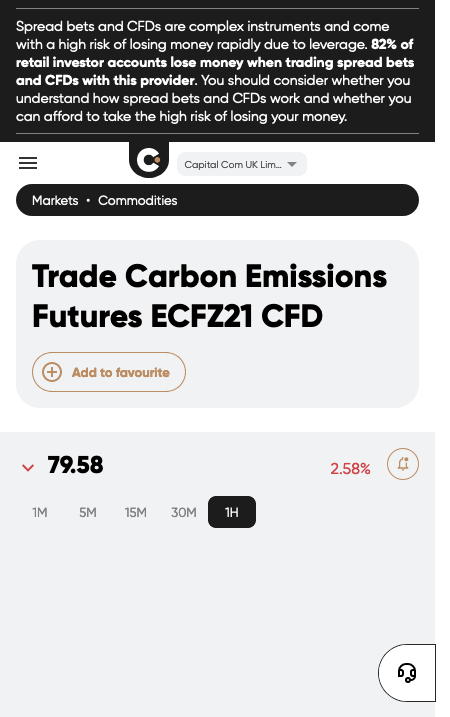 Spread bets and CFDs are complex instruments and come
with a high risk of losing money rapidly due to leverage. 82% of
retail investor accounts lose money when trading spread bets
and CFDs with this provider. You should consider whether you
understand how spread bets and CFDs work and whether you
can afford to take the high risk of losing your money.
Capital Com UK Lim...
Markets • Commodities
Trade Carbon Emissions
Futures ECFZ21 CFD
Add to favourite
79.58
2.58%
1M 5M 15M 30M 1H